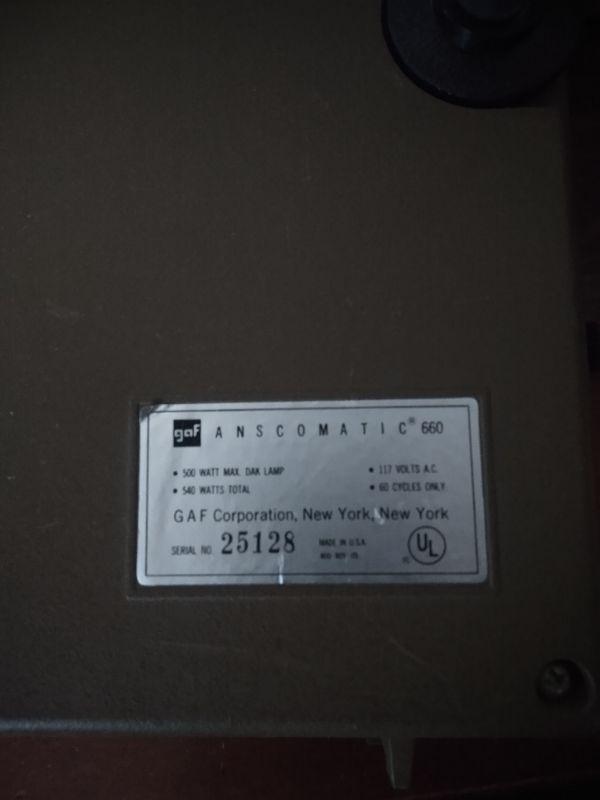 gaf ANSCOMATIC® 660
• 500 WATT MAX. DAK LAMP • 117 VOLTS A.C.
• 540 WATTS TOTAL • 60 CYCLES ONLY
GAF Corporation, New York, New York
SERIAL NO. 25128 MADE IN U.S.A. UL